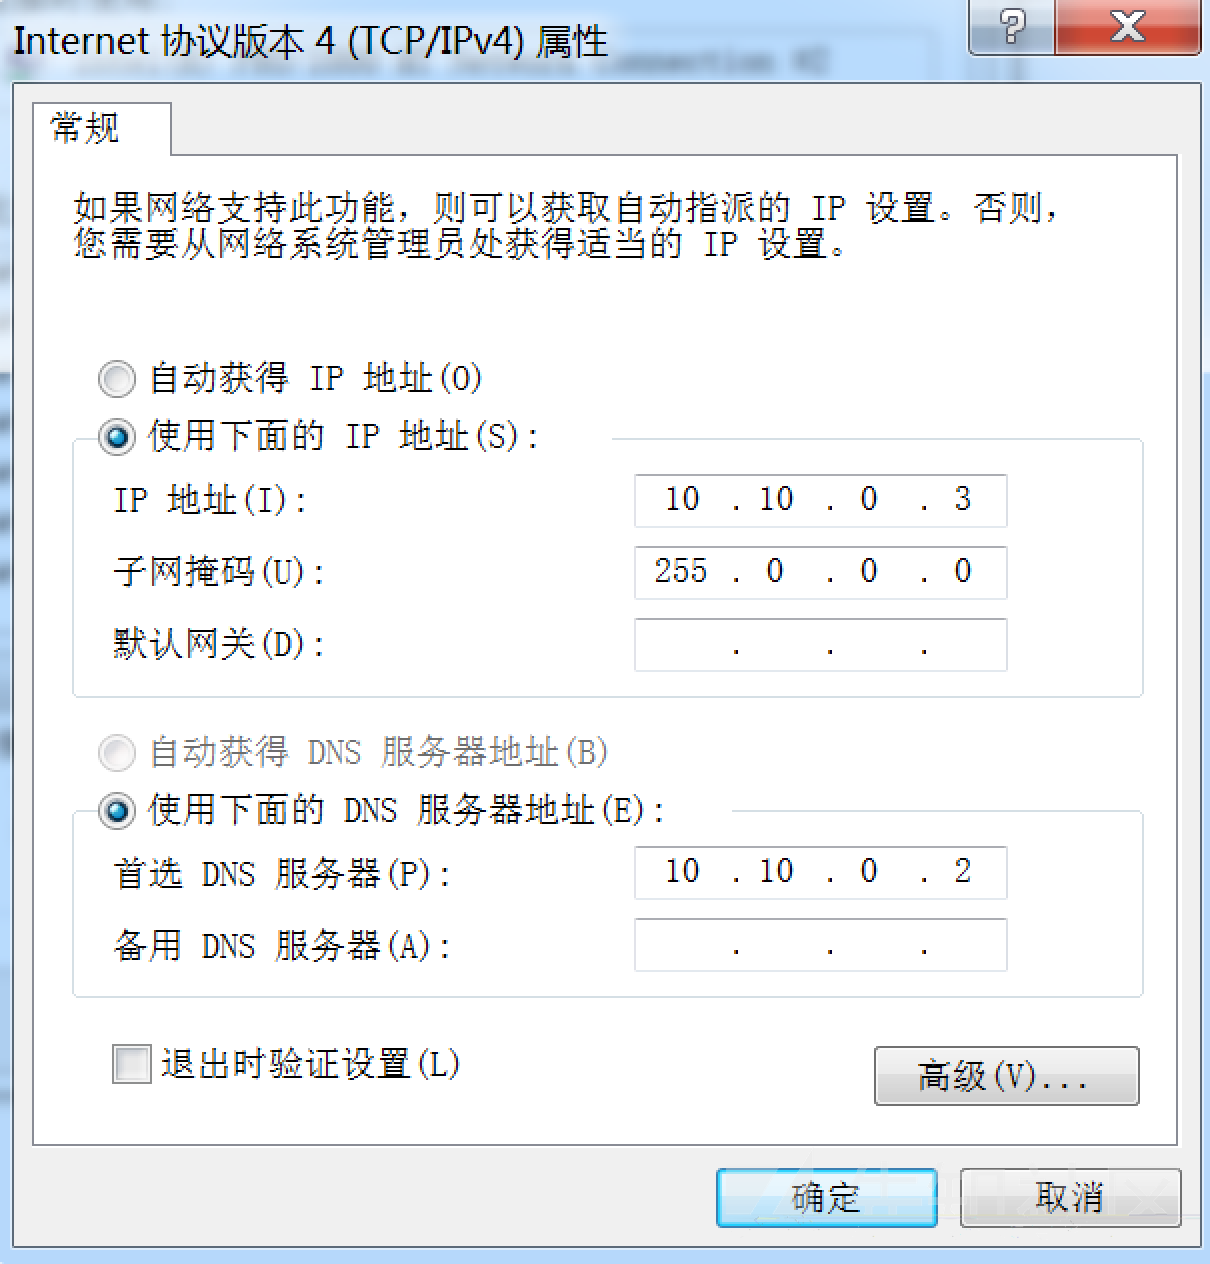 Internet 协议版本 4 (TCP/IPv4) 属性
常规
如果网络支持此功能，则可以获取自动指派的 IP 设置。否则，
您需要从网络系统管理员处获得适当的 IP 设置。
自动获得 IP 地址(O)
使用下面的 IP 地址(S):
IP 地址(I): 10 . 10 . 0 . 3
子网掩码(U): 255 . 0 . 0 . 0
默认网关(D): . . .
自动获得 DNS 服务器地址(B)
使用下面的 DNS 服务器地址(E):
首选 DNS 服务器(P): 10 . 10 . 0 . 2
备用 DNS 服务器(A): . . .
退出时验证设置(L)
高级(V)...
确定 取消